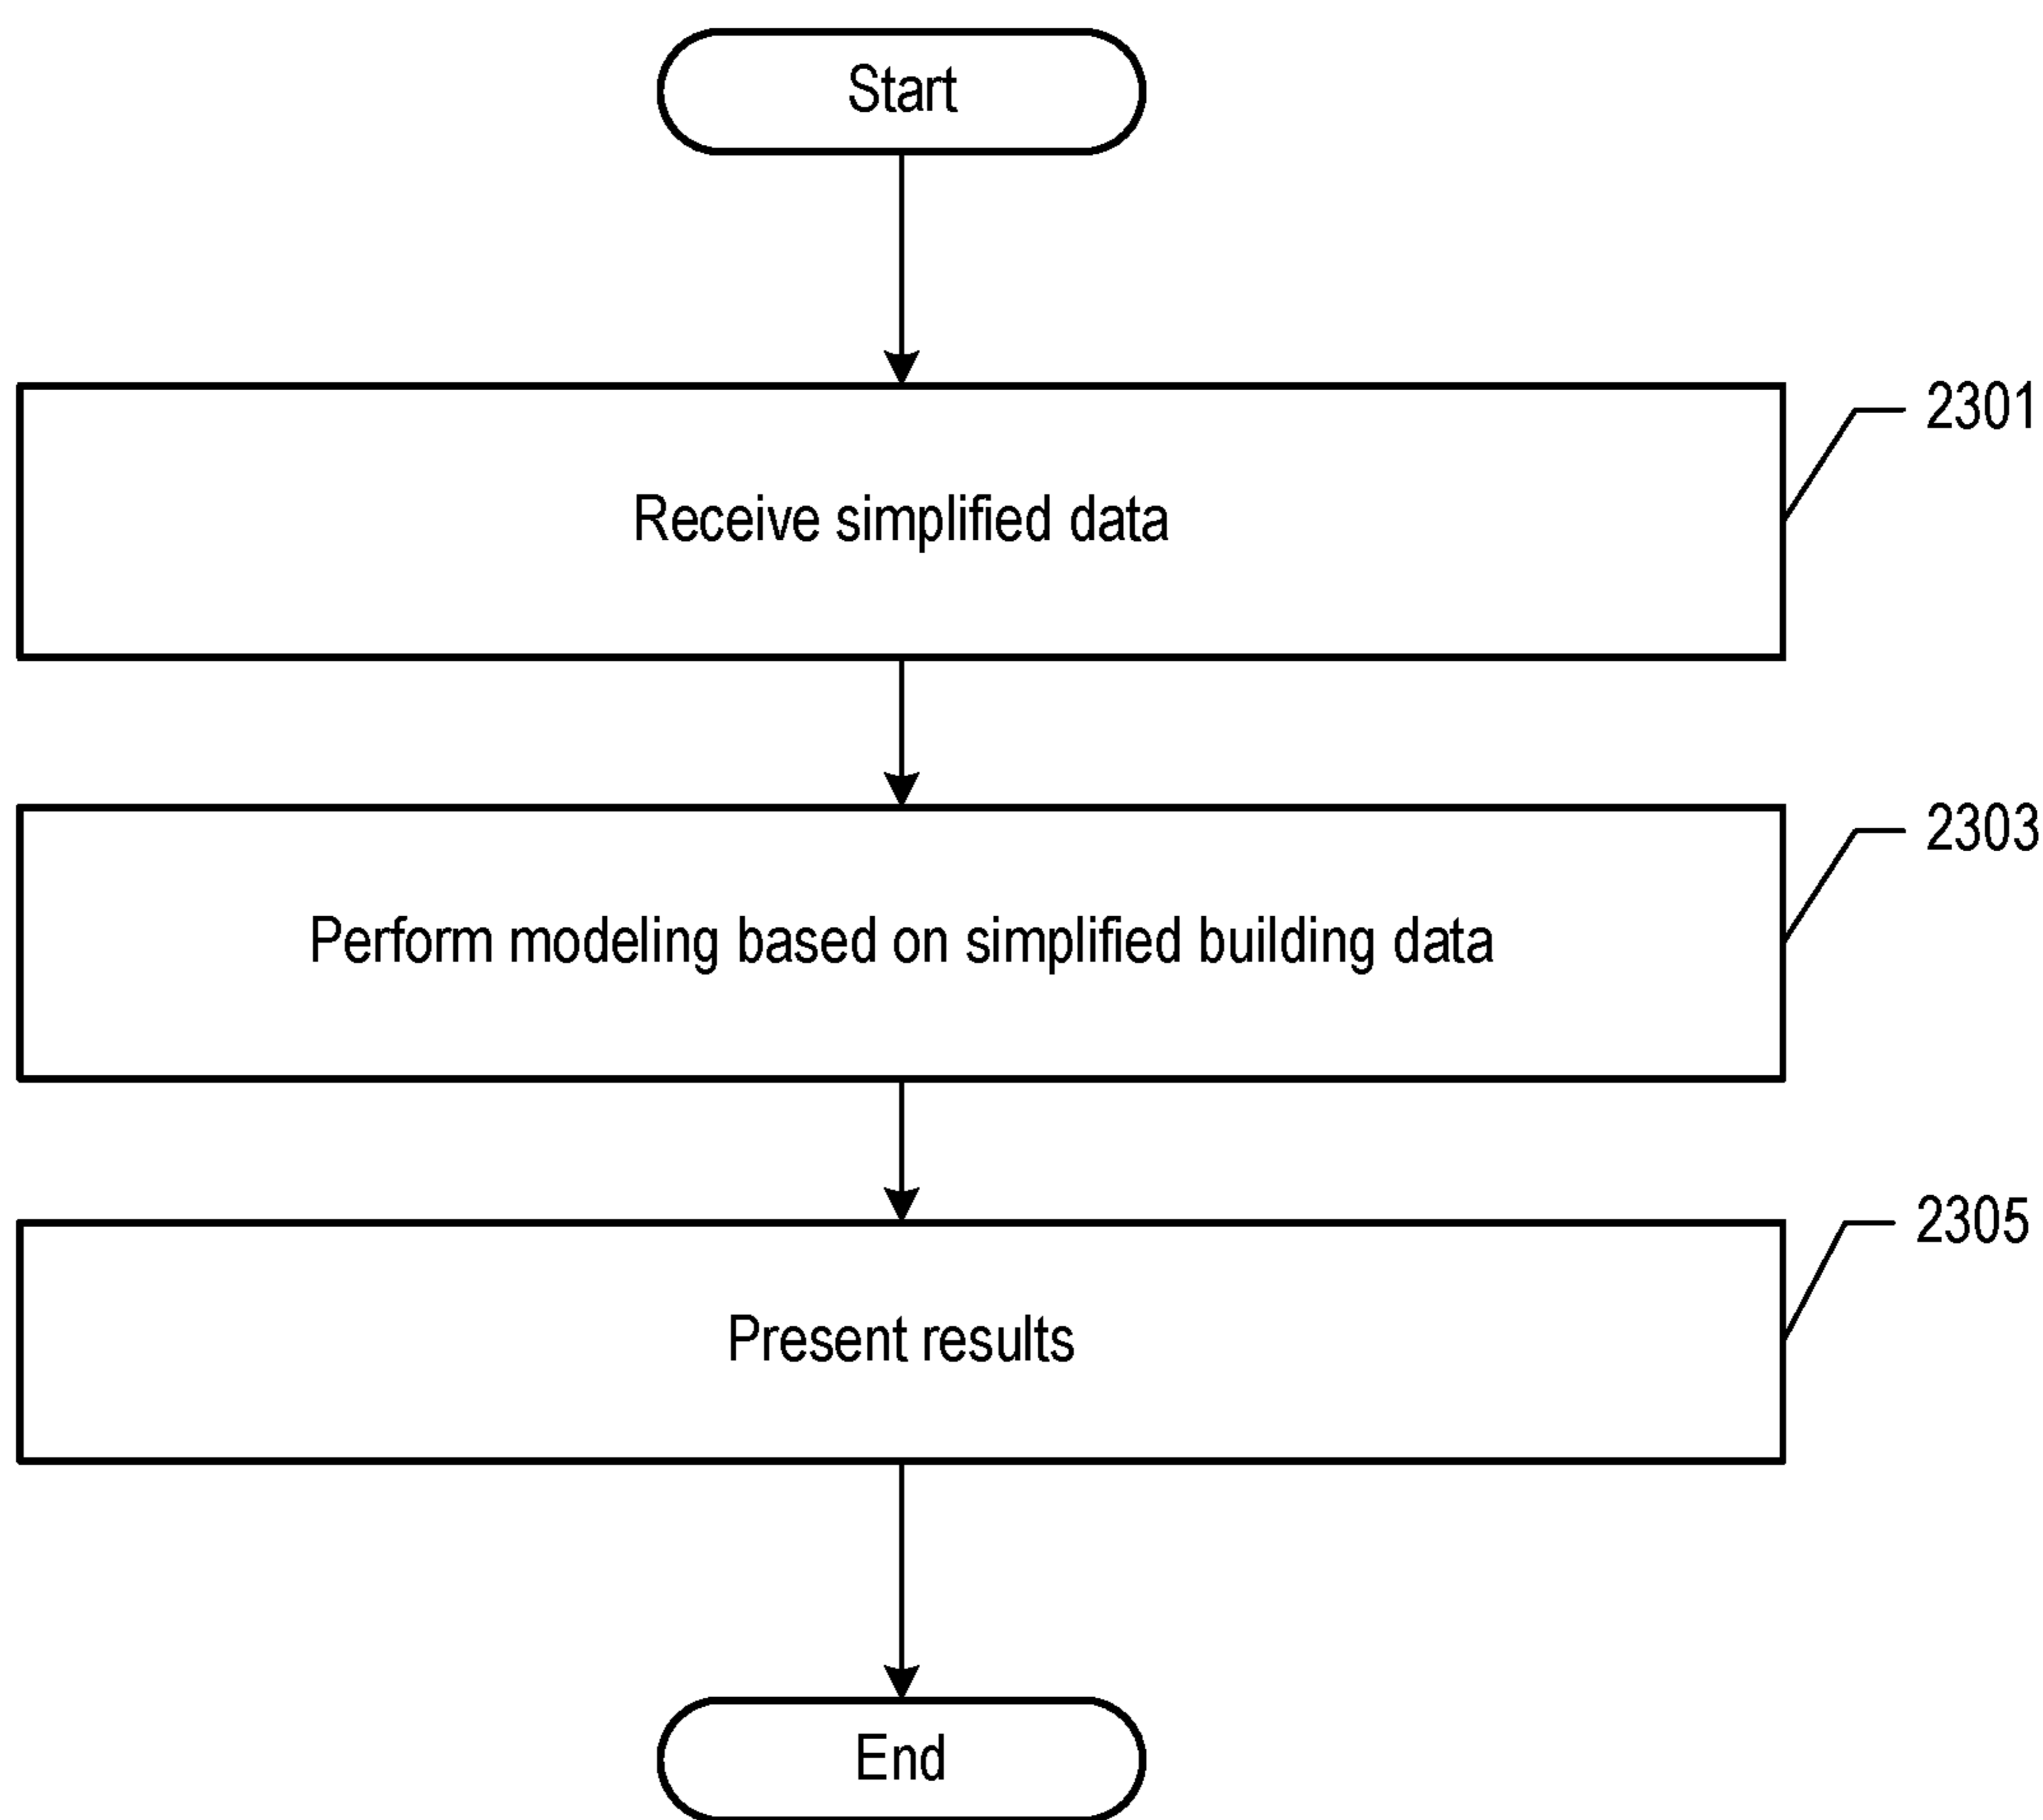 Start
2301
Receive simplified data
2303
Perform modeling based on simplified building data
2305
Present results
End